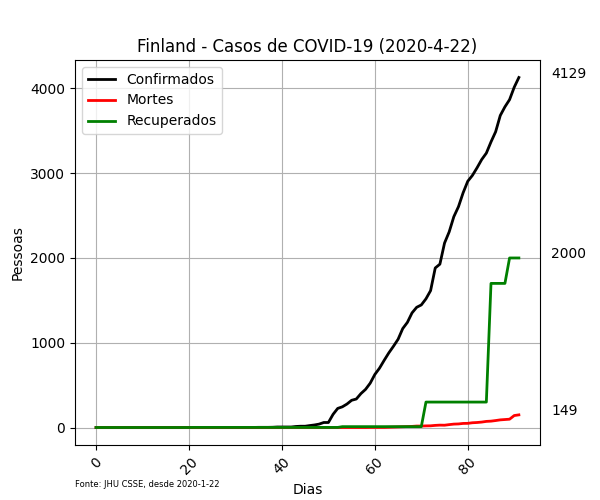 Finland - Casos de COVID-19 (2020-4-22)
Confirmados
Mortes
Recuperados
4129
2000
149
Pessoas
4000
3000
2000
1000
0
0
20
40
60
80
Dias
Fonte: JHU CSSE, desde 2020-1-22